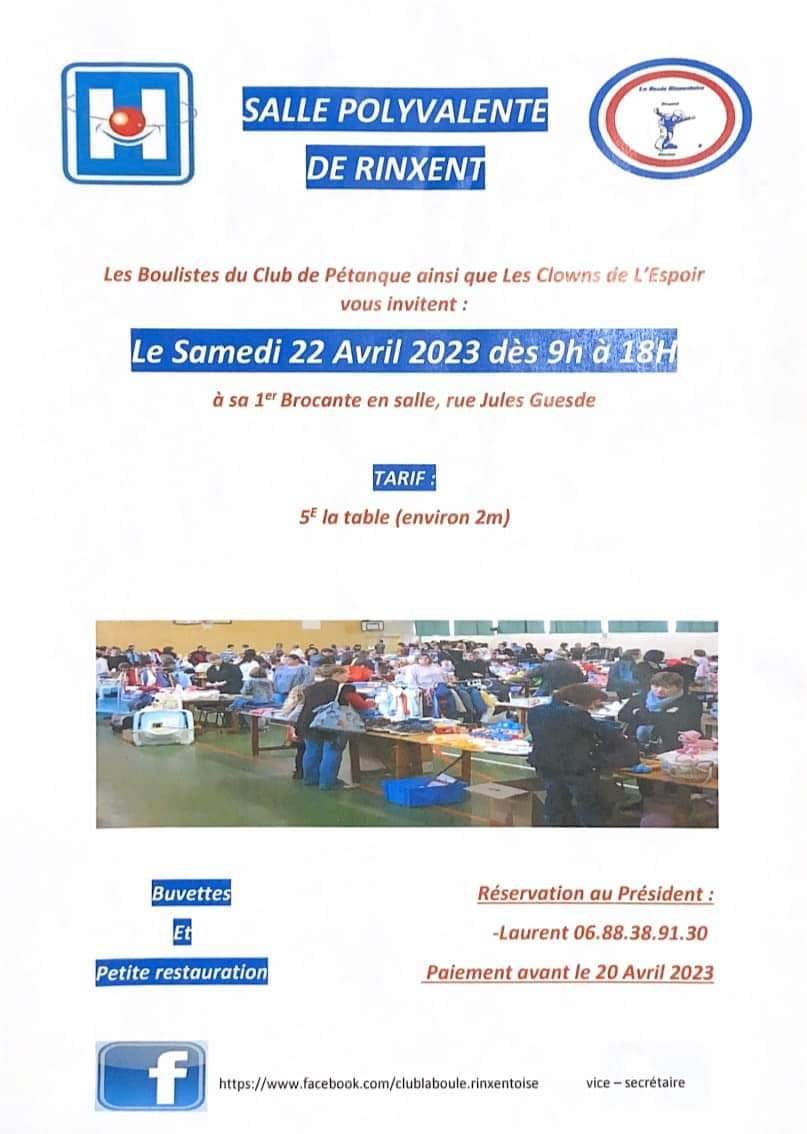 H
SALLE POLYVALENTE
DE RINXENT
La Boule Rinxentoise
Les Boulistes du Club de Pétanque ainsi que Les Clowns de L'Espoir
vous invitent :
Le Samedi 22 Avril 2023 dès 9h à 18H
à sa 1er Brocante en salle, rue Jules Guesde
TARIF :
5E la table (environ 2m)
Buvettes
Et
Petite restauration
Réservation au Président :
-Laurent 06.88.38.91.30
Paiement avant le 20 Avril 2023
f
https://www.facebook.com/clublaboule.rinxentoise vice – secrétaire